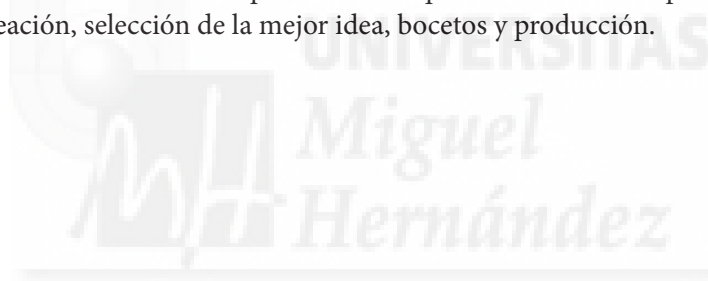 eación, selección de la mejor idea, bocetos y producción.
UNIVERSITAS
Miguel
Hernández